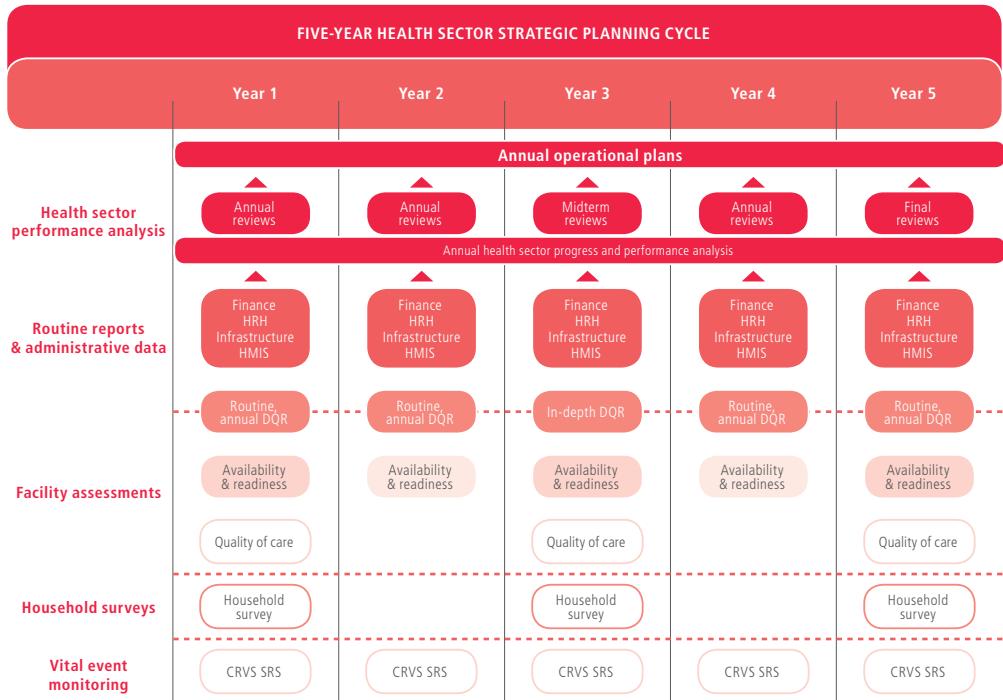 FIVE-YEAR HEALTH SECTOR STRATEGIC PLANNING CYCLE
Year 1
Year 2
Year 3
Year 4
Year 5
Annual operational plans
Health sector
performance analysis
Annual
reviews
Annual
reviews
Midterm
reviews
Annual
reviews
Final
reviews
Annual health sector progress and performance analysis
Routine reports
& administrative data
Finance
HRH
Infrastructure
HMIS
Finance
HRH
Infrastructure
HMIS
Finance
HRH
Infrastructure
HMIS
Finance
HRH
Infrastructure
HMIS
Finance
HRH
Infrastructure
HMIS
Routine,
annual DQR
Routine,
annual DQR
In-depth DQR
Routine,
annual DQR
Routine,
annual DQR
Facility assessments
Availability
& readiness
Availability
& readiness
Availability
& readiness
Availability
& readiness
Availability
& readiness
Quality of care
Quality of care
Quality of care
Household surveys
Household
survey
Household
survey
Household
survey
Vital event
monitoring
CRVS SRS
CRVS SRS
CRVS SRS
CRVS SRS
CRVS SRS